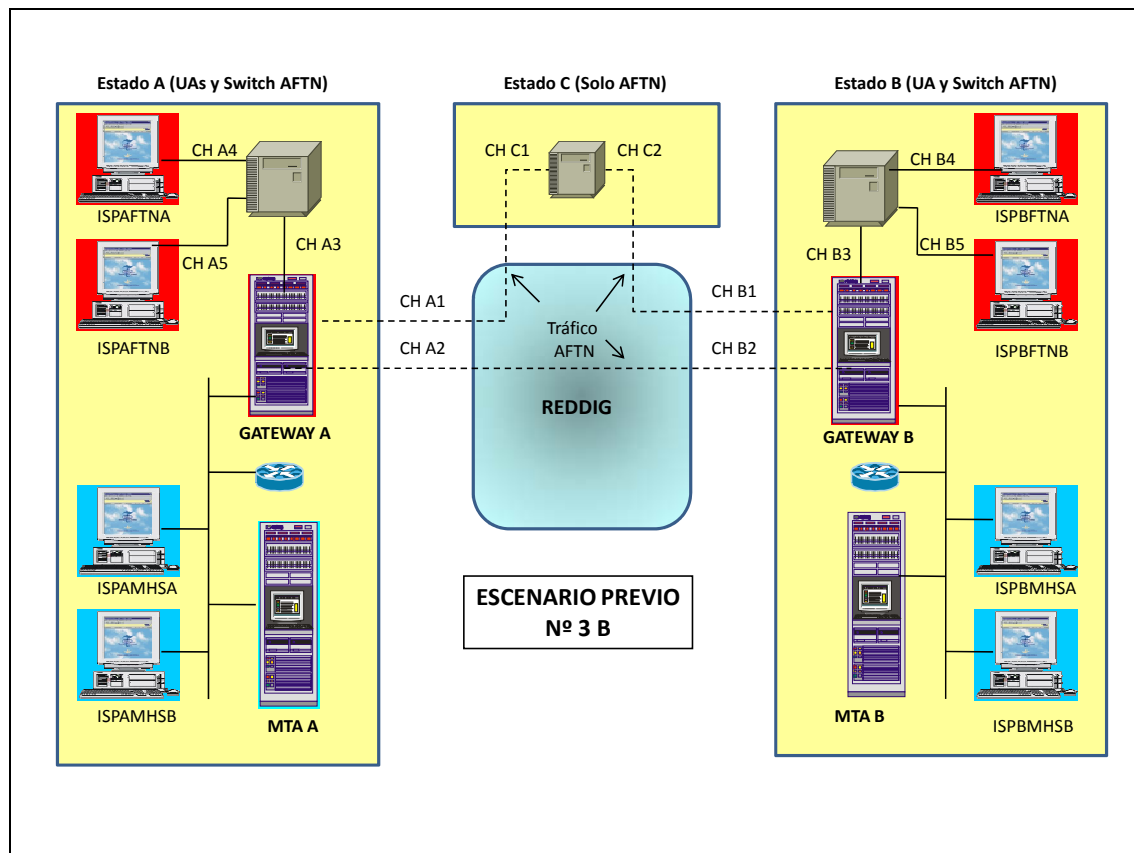 Estado A (UAs y Switch AFTN)
Estado C (Solo AFTN)
Estado B (UA y Switch AFTN)
CH A4
ISPAFTNA
CH A3
CH A5
ISPAFTNB
CH C1
CH C2
CH B4
ISPBFTNA
CH B3
CH B5
ISPBFTNB
CH A1
CH B1
Tráfico
AFTN
CH A2
CH B2
REDDIG
GATEWAY A
GATEWAY B
ISPAMHSA
ISPBMHSA
ESCENARIO PREVIO
Nº 3 B
ISPAMHSB
MTA A
MTA B
ISPBMHSB